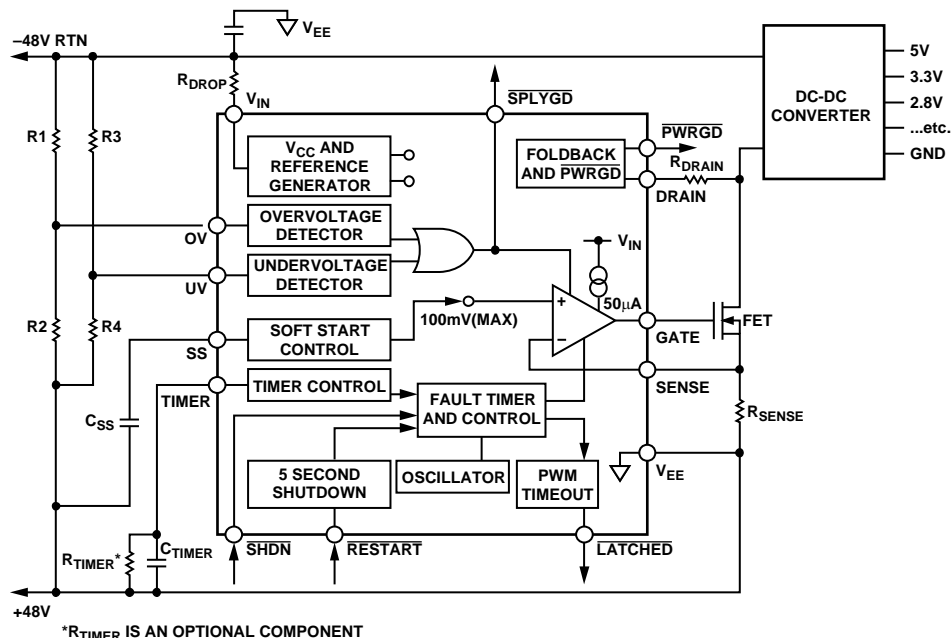 VEE
–48V RTN
RDROP
VIN
SPLYGD
DC-DC
CONVERTER
5V
3.3V
2.8V
...etc.
GND
R1
R3
VCC AND
REFERENCE
GENERATOR
FOLDBACK
AND PWRGD
PWRGD
RDRAIN
DRAIN
OV
OVERVOLTAGE
DETECTOR
UV
UNDERVOLTAGE
DETECTOR
VIN
50µA
R2
R4
SS
SOFT START
CONTROL
100mV(MAX)
+
–
GATE
FET
TIMER
TIMER CONTROL
FAULT TIMER
AND CONTROL
SENSE
RSENSE
CSS
5 SECOND
SHUTDOWN
OSCILLATOR
PWM
TIMEOUT
VEE
RTIMER*
CTIMER
SHDN
RESTART
LATCHED
+48V
*RTIMER IS AN OPTIONAL COMPONENT